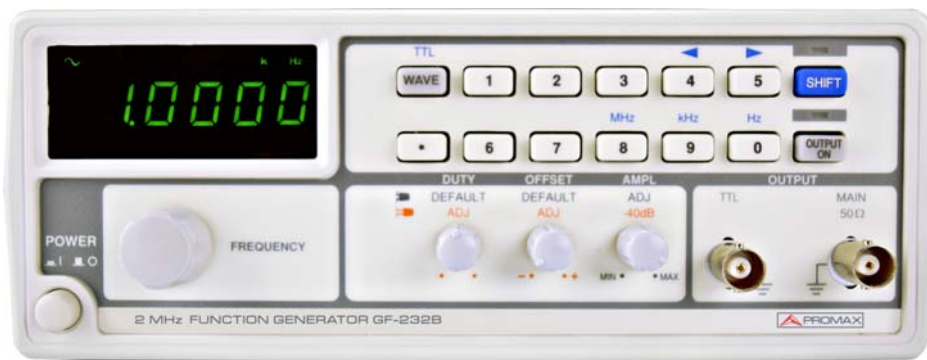 k Hz
1.0000
TTL
WAVE 1 2 3 4 5 SHIFT
MHz kHz Hz
. 6 7 8 9 0 OUTPUT ON
DUTY OFFSET AMPL OUTPUT
DEFAULT DEFAULT ADJ TTL MAIN
ADJ ADJ -40dB 50Ω
POWER
I O
FREQUENCY
- + MIN MAX
2 MHz FUNCTION GENERATOR GF-232B
PROMAX